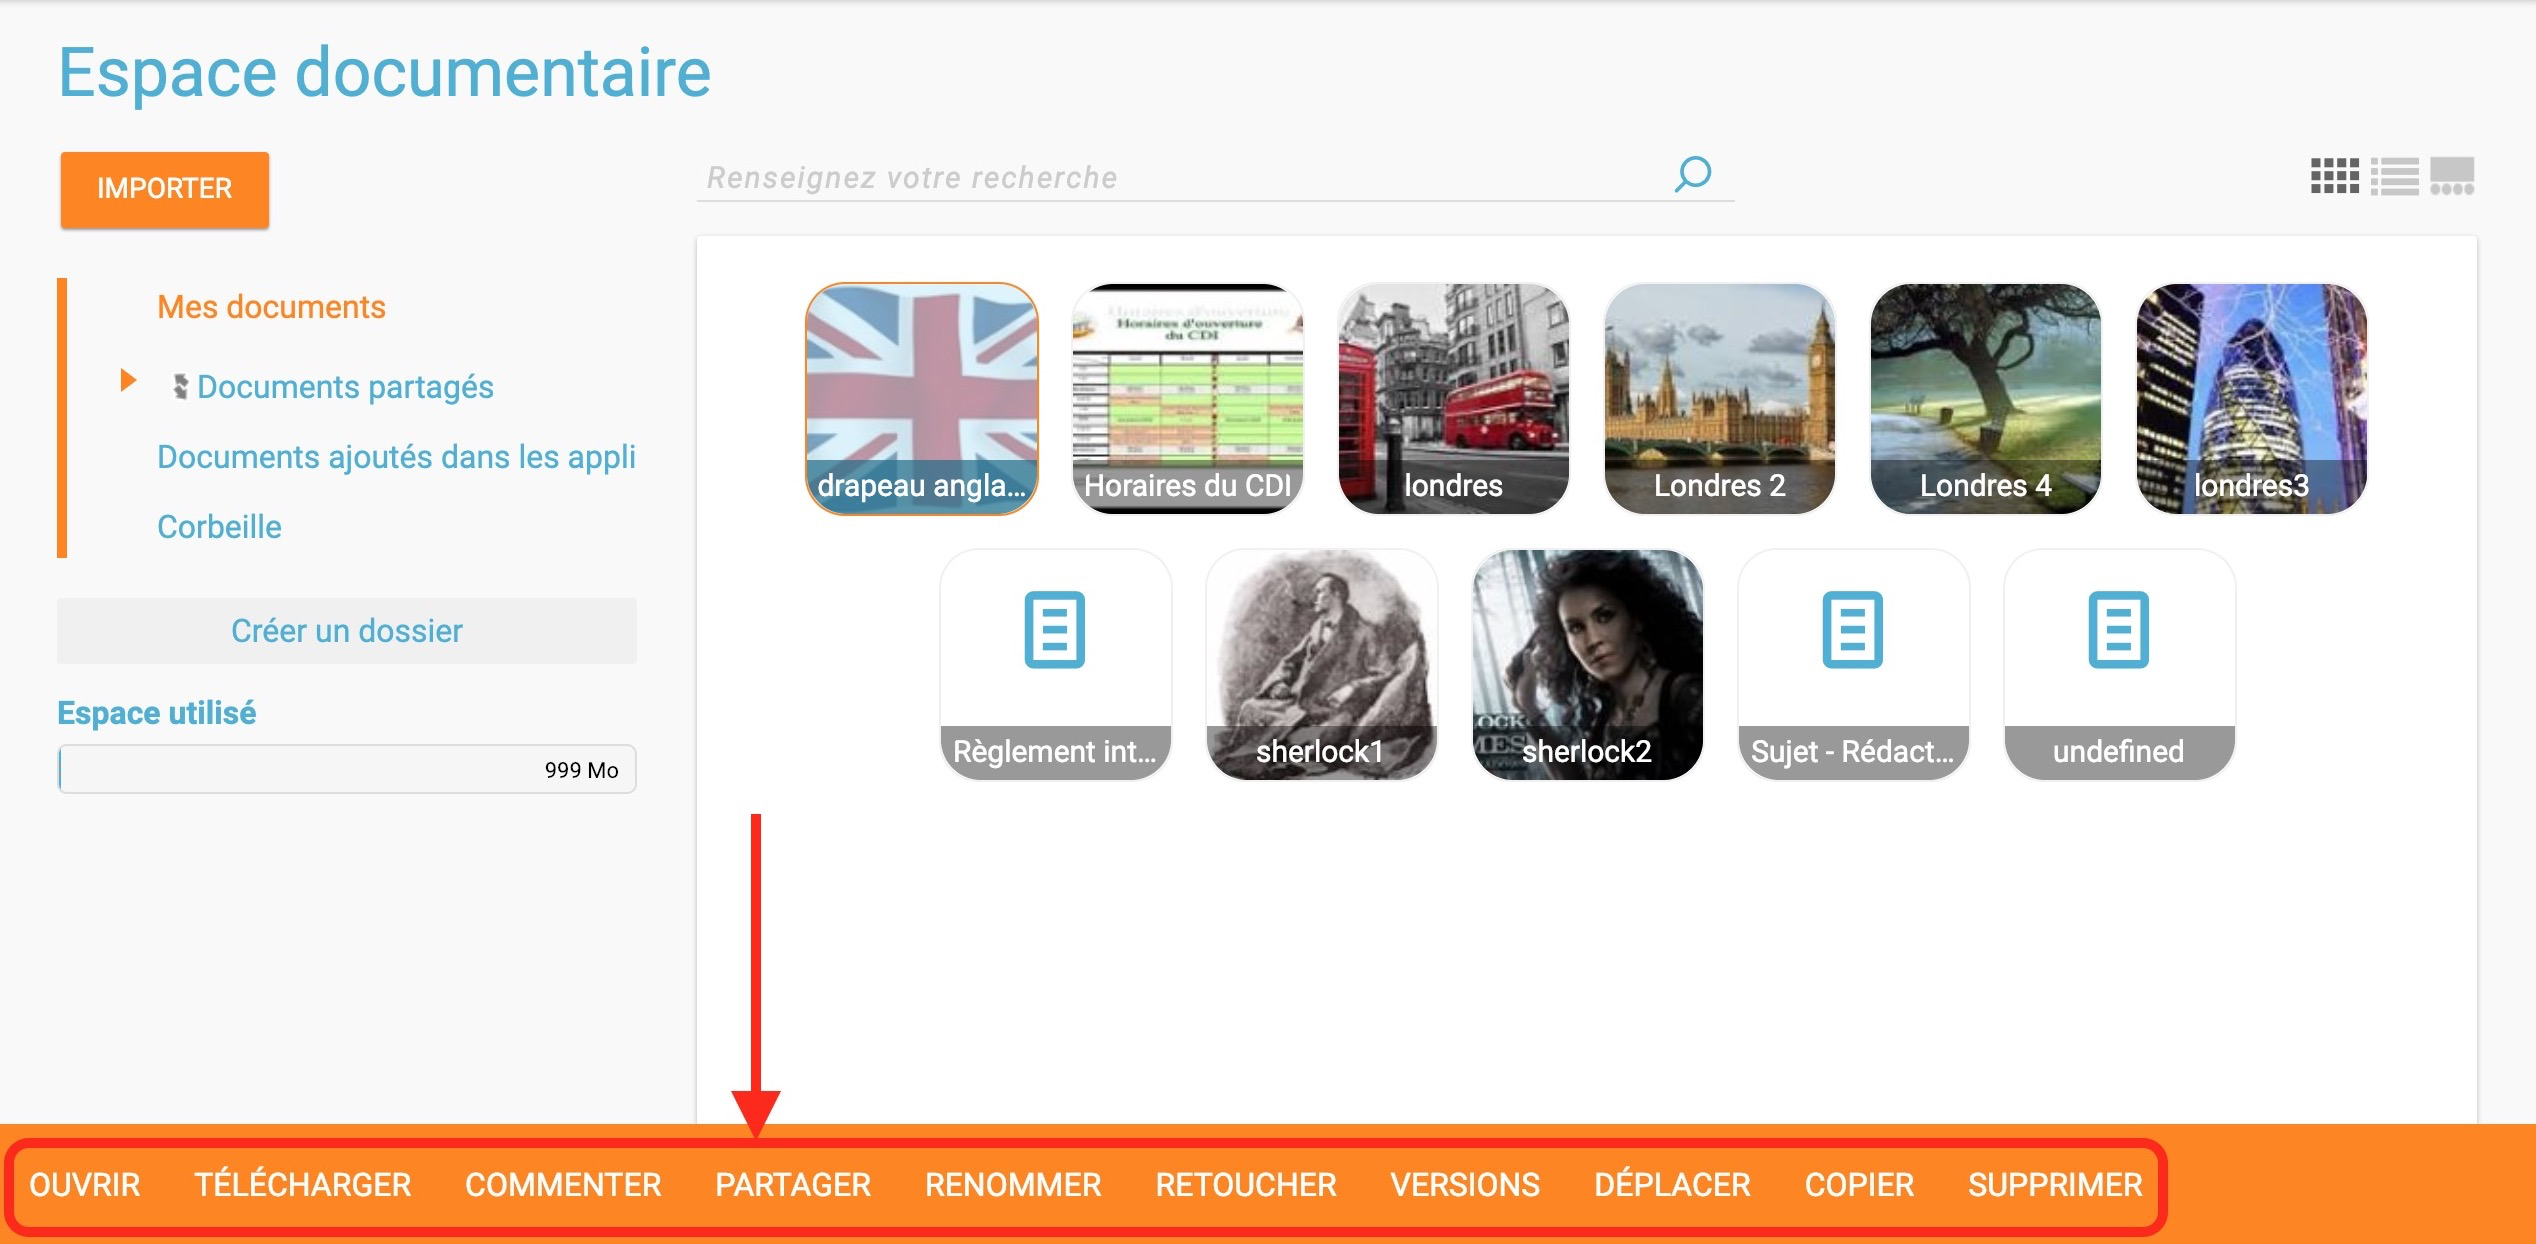 Espace documentaire
IMPORTER
Renseignez votre recherche
Mes documents
Documents partagés
Documents ajoutés dans les appli
Corbeille
Créer un dossier
Espace utilisé
999 Mo
Horaires d'ouverture
du CDI
drapeau angla...
Horaires du CDI
londres
Londres 2
Londres 4
londres3
Règlement int...
sherlock1
sherlock2
Sujet - Rédact...
undefined
OUVRIR TÉLÉCHARGER COMMENTER PARTAGER RENOMMER RETOUCHER VERSIONS DÉPLACER COPIER SUPPRIMER